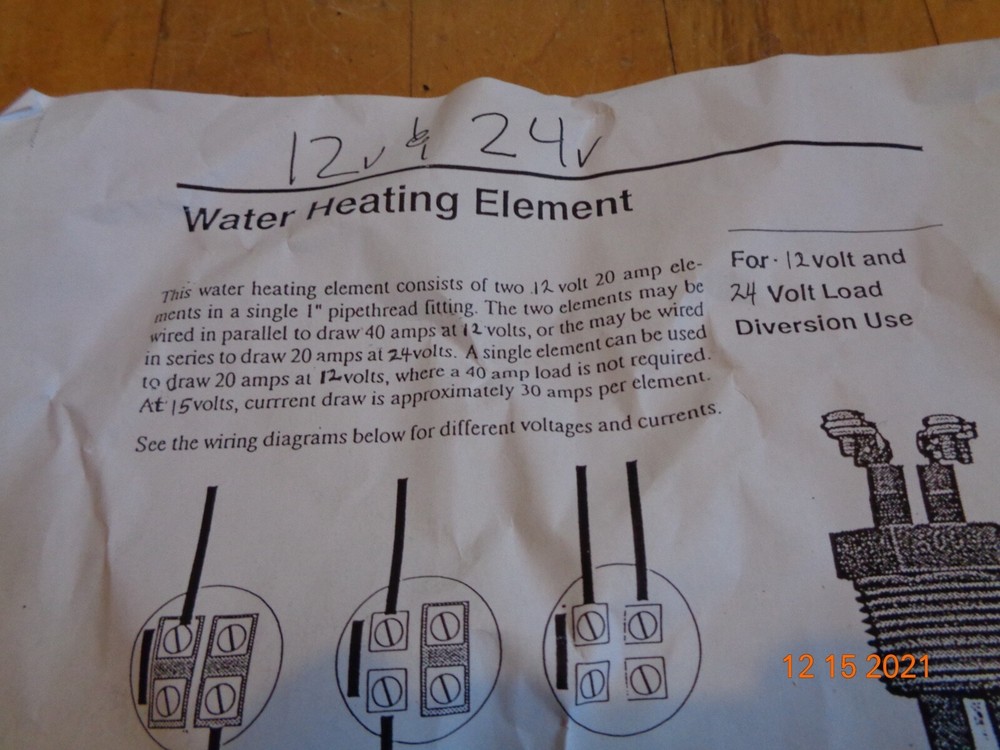 12v & 24v
Water Heating Element
This water heating element consists of two 12 volt 20 amp ele-
ments in a single 1" pipethread fitting. The two elements may be
wired in parallel to draw 40 amps at 12 volts, or the may be wired
in series to draw 20 amps at 24volts. A single element can be used
to draw 20 amps at 12volts, where a 40 amp load is not required.
At 15volts, currrent draw is approximately 30 amps per element.
See the wiring diagrams below for different voltages and currents.
For 12volt and
24 Volt Load
Diversion Use
12 15 2021